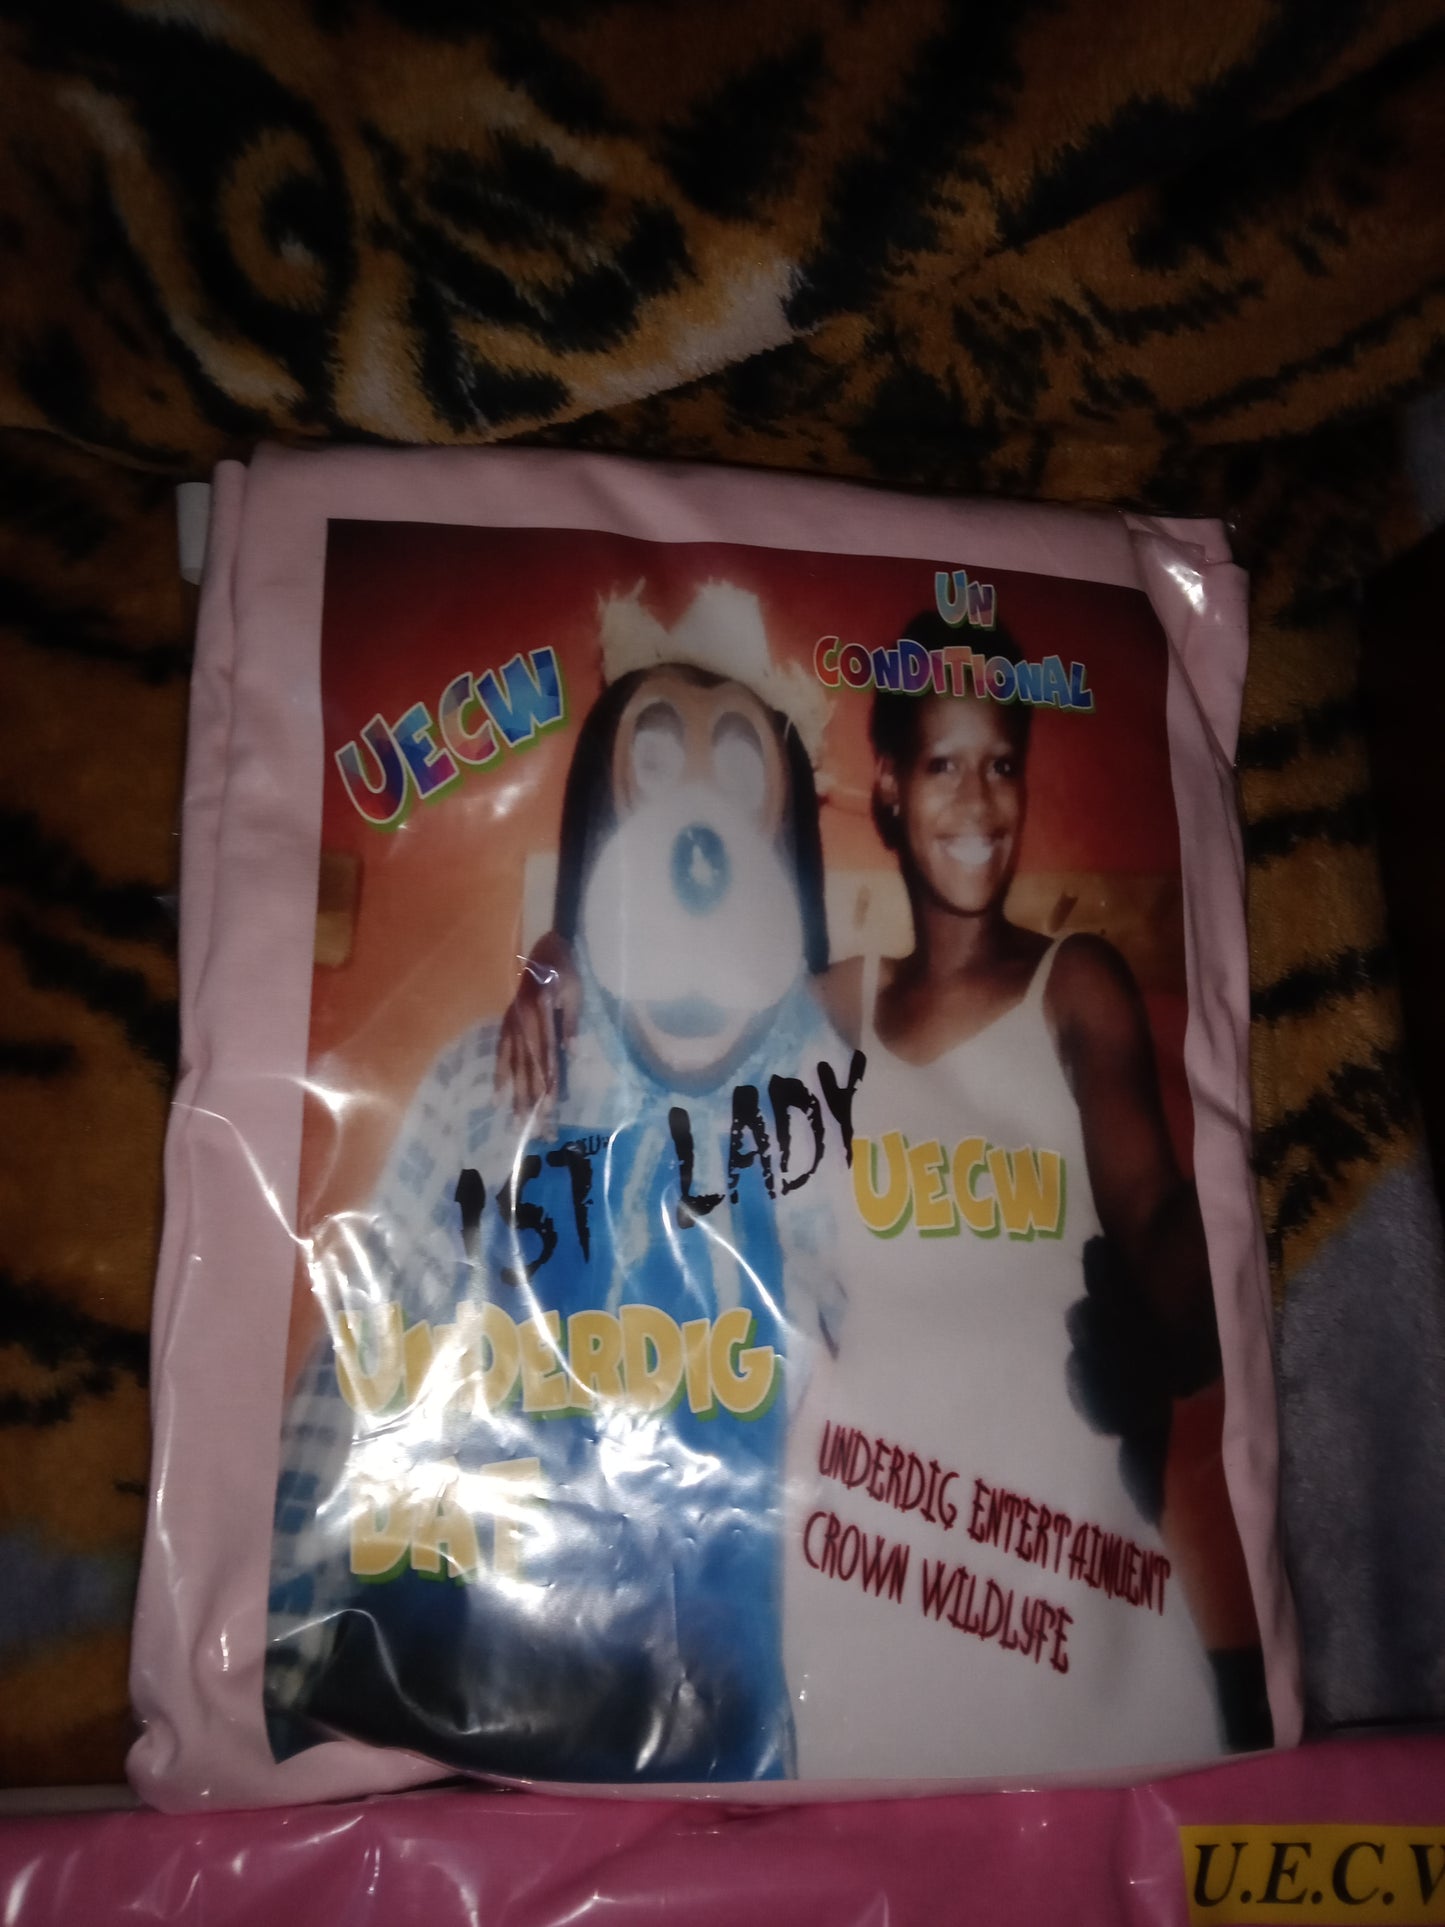 UN
CONDITIONAL
UECW
1ST LADY
UECW
UNDERDIG
DAT
UNDERDIG ENTERTAINMENT
CROWN WILDLYFE
U.E.C.